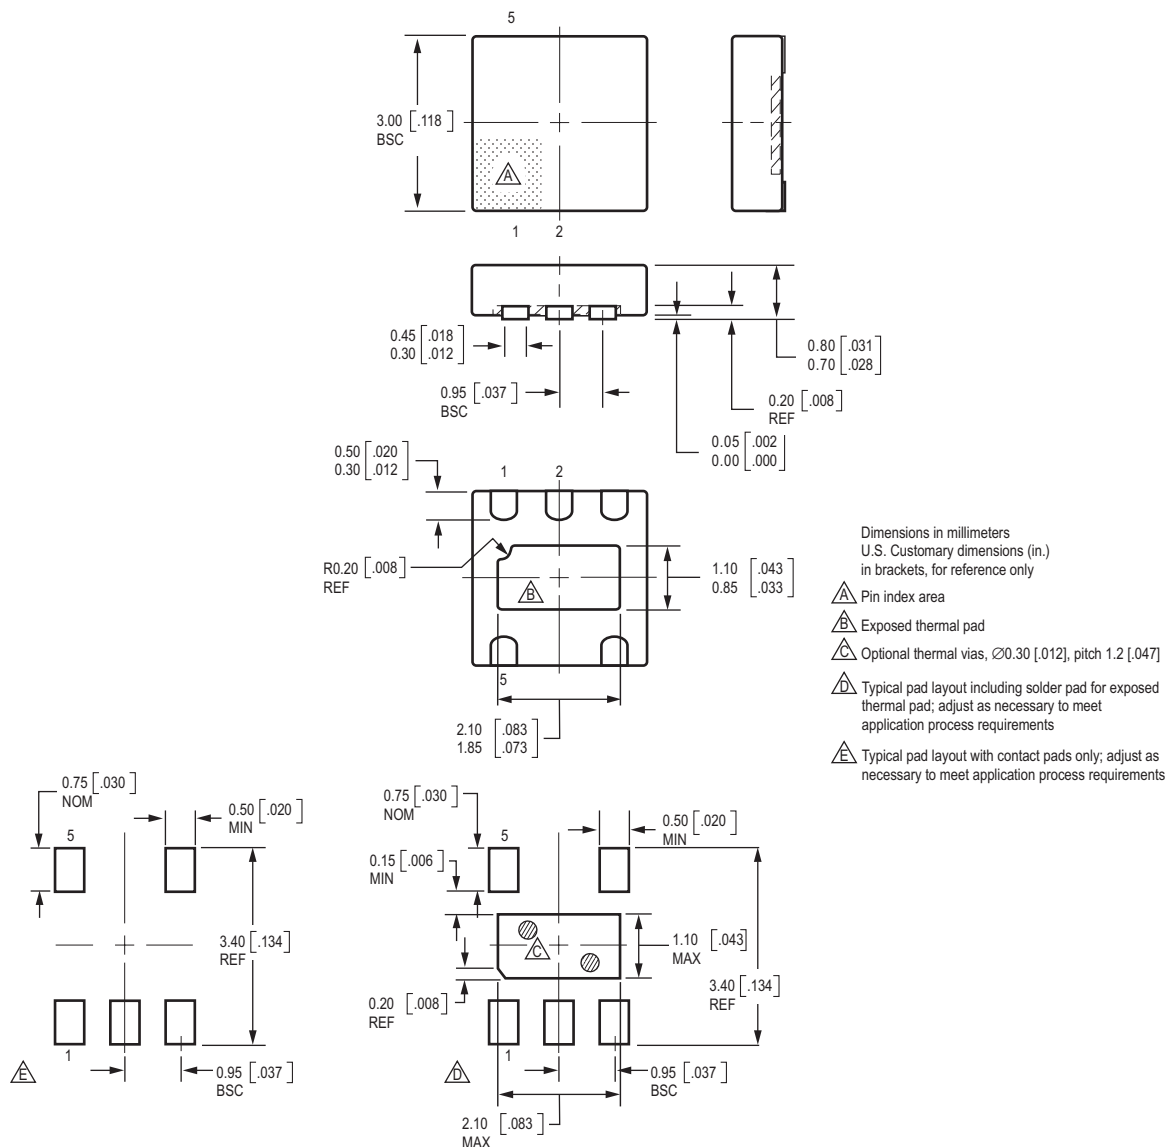 5
3.00 [.118]
BSC
A
1 2
0.45 [.018]
0.30 [.012]
0.95 [.037]
BSC
0.80 [.031]
0.70 [.028]
0.20 [.008]
REF
0.05 [.002]
0.00 [.000]
0.50 [.020]
0.30 [.012]
1 2
R0.20 [.008]
REF
B
1.10 [.043]
0.85 [.033]
5
2.10 [.083]
1.85 [.073]
Dimensions in millimeters
U.S. Customary dimensions (in.)
in brackets, for reference only
A Pin index area
B Exposed thermal pad
C Optional thermal vias, ∅0.30 [.012], pitch 1.2 [.047]
D Typical pad layout including solder pad for exposed
thermal pad; adjust as necessary to meet
application process requirements
E Typical pad layout with contact pads only; adjust as
necessary to meet application process requirements
0.75 [.030]
NOM
0.50 [.020]
MIN
5
3.40 [.134]
REF
1
E
0.95 [.037]
BSC
0.75 [.030]
NOM
5
0.50 [.020]
MIN
0.15 [.006]
MIN
C
1.10 [.043]
MAX
3.40 [.134]
REF
0.20 [.008]
REF
1
D
0.95 [.037]
BSC
2.10 [.083]
MAX